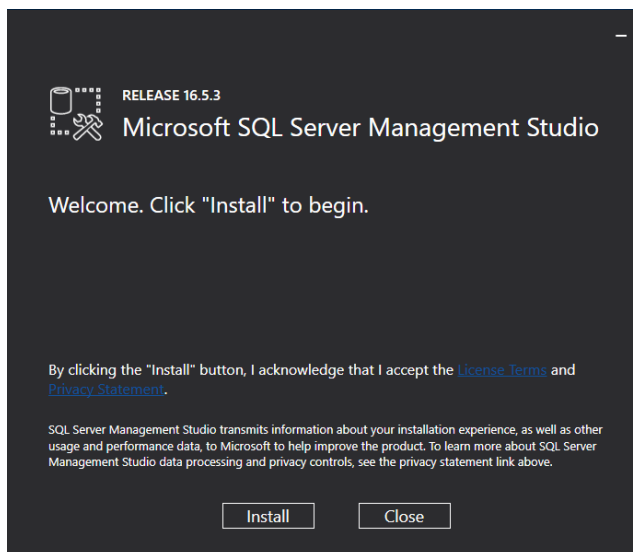 RELEASE 16.5.3
Microsoft SQL Server Management Studio
Welcome. Click "Install" to begin.
By clicking the "Install" button, I acknowledge that I accept the License Terms and
Privacy Statement.
SQL Server Management Studio transmits information about your installation experience, as well as other
usage and performance data, to Microsoft to help improve the product. To learn more about SQL Server
Management Studio data processing and privacy controls, see the privacy statement link above.
Install
Close